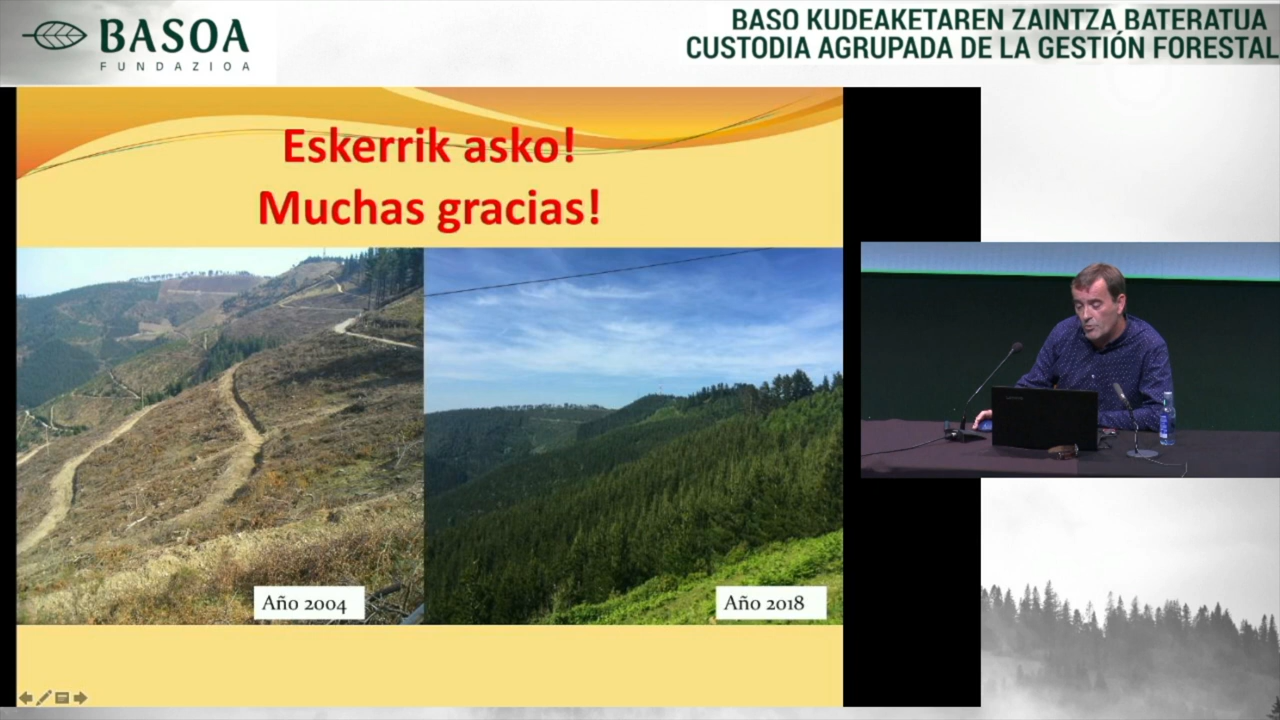 BASOA
FUNDAZIOA
BASO KUDEAKETAREN ZAINTZA BATERATUA
CUSTODIA AGRUPADA DE LA GESTIÓN FORESTAL
Eskerrik asko!
Muchas gracias!
Año 2004
Año 2018